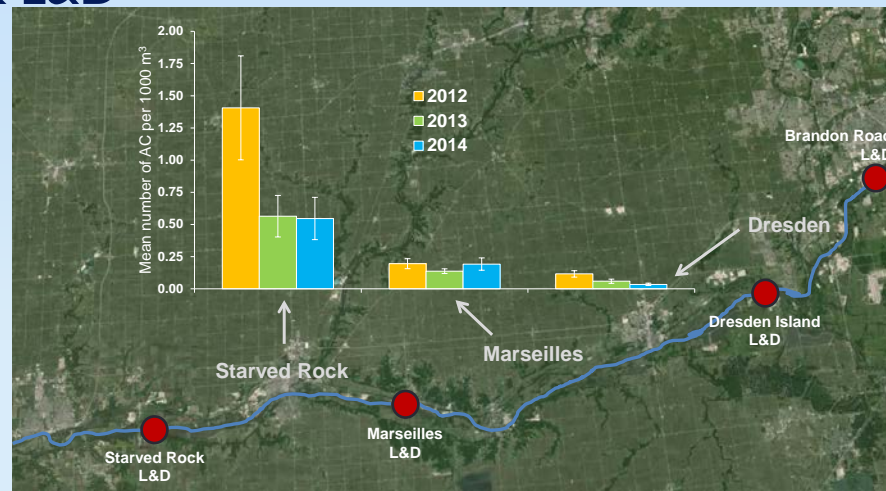 L&D
Mean number of AC per 1000 m³
2.00
1.75
1.50
1.25
1.00
0.75
0.50
0.25
0.00
2012
2013
2014
Brandon Road
L&D
Dresden
Dresden Island
L&D
Marseilles
Starved Rock
Marseilles
L&D
Starved Rock
L&D